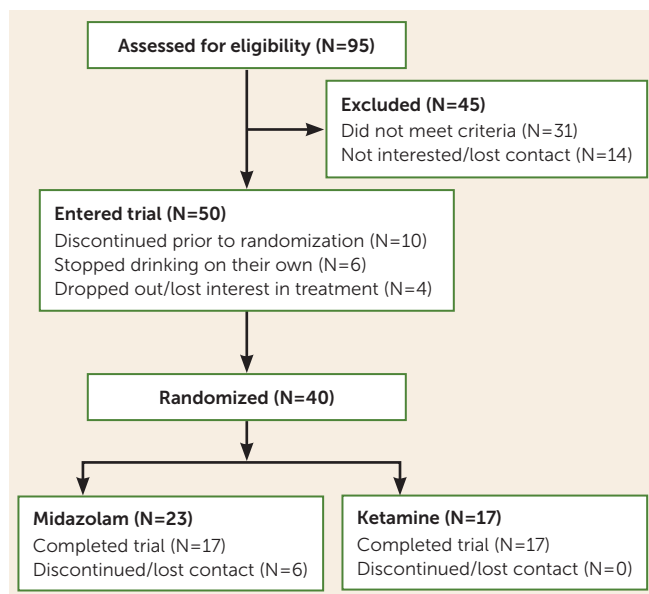 Assessed for eligibility (N=95)
Excluded (N=45)
Did not meet criteria (N=31)
Not interested/lost contact (N=14)
Entered trial (N=50)
Discontinued prior to randomization (N=10)
Stopped drinking on their own (N=6)
Dropped out/lost interest in treatment (N=4)
Randomized (N=40)
Midazolam (N=23)
Completed trial (N=17)
Discontinued/lost contact (N=6)
Ketamine (N=17)
Completed trial (N=17)
Discontinued/lost contact (N=0)